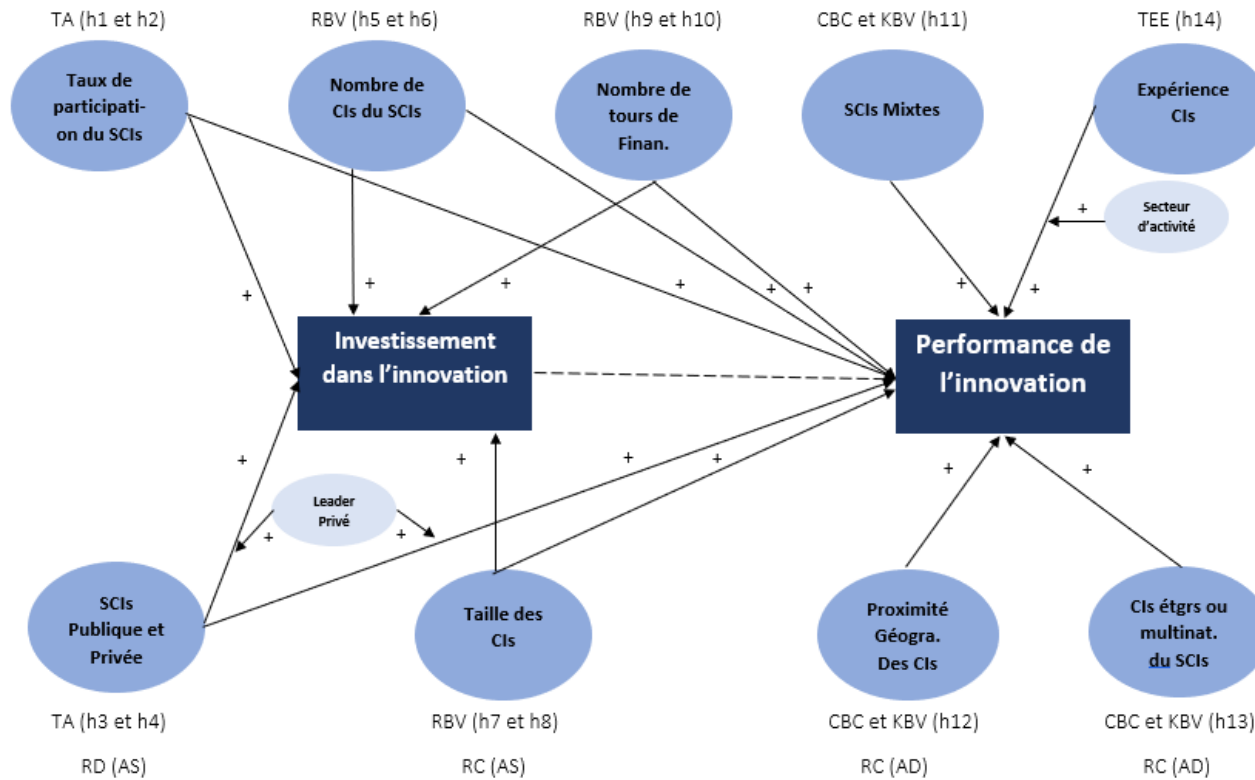 TA (h1 et h2)
RBV (h5 et h6)
RBV (h9 et h10)
CBC et KBV (h11)
TEE (h14)
Taux de
participati-
on du SCIs
Nombre de
CIs du SCIs
Nombre de
tours de
Finan.
SCIs Mixtes
Expérience
CIs
+
Secteur
d'activité
+
+
+
+
+
+
+
+
Investissement
dans l'innovation
Performance de
l'innovation
+
+
+
+
+
+
Leader
Privé
+
+
SCIs
Publique et
Privée
Taille des
CIs
Proximité
Géogra.
Des CIs
CIs étgrs ou
multinat.
du SCIs
TA (h3 et h4)
RBV (h7 et h8)
CBC et KBV (h12)
CBC et KBV (h13)
RD (AS)
RC (AS)
RC (AD)
RC (AD)